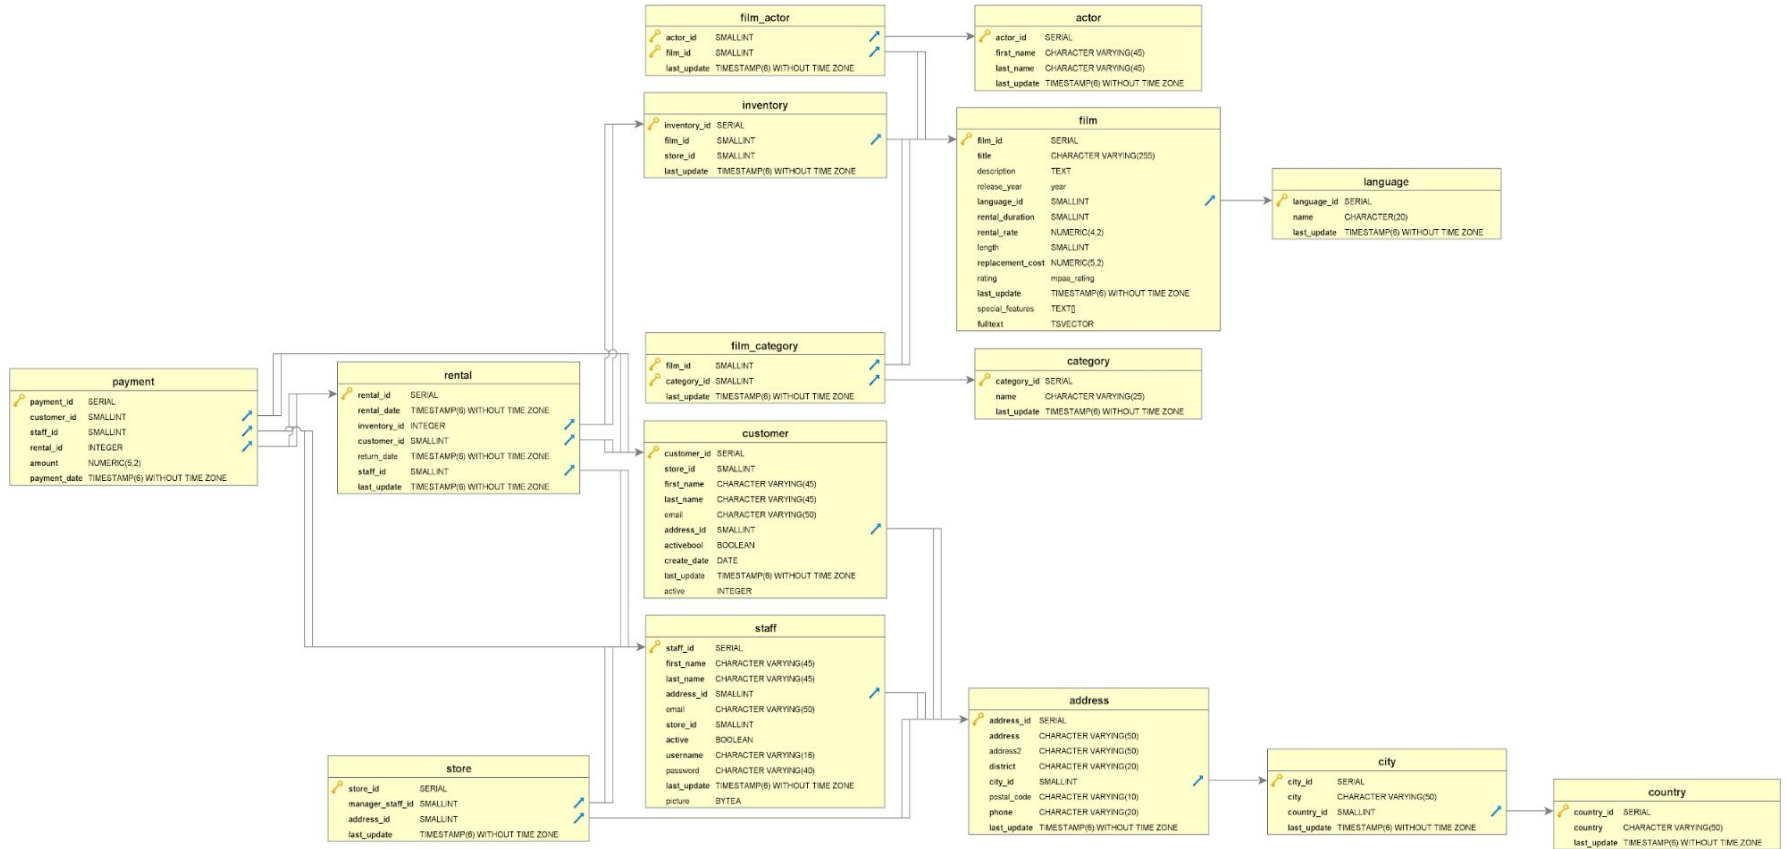 film_actor
actor_id SMALLINT
film_id SMALLINT
last_update TIMESTAMP(6) WITHOUT TIME ZONE
actor
actor_id SERIAL
first_name CHARACTER VARYING(45)
last_name CHARACTER VARYING(45)
last_update TIMESTAMP(6) WITHOUT TIME ZONE
inventory
inventory_id SERIAL
film_id SMALLINT
store_id SMALLINT
last_update TIMESTAMP(6) WITHOUT TIME ZONE
film
film_id SERIAL
title CHARACTER VARYING(255)
description TEXT
release_year year
language_id SMALLINT
rental_duration SMALLINT
rental_rate NUMERIC(4,2)
length SMALLINT
replacement_cost NUMERIC(5,2)
rating mpaa_rating
last_update TIMESTAMP(6) WITHOUT TIME ZONE
special_features TEXT[]
fulltext TSVECTOR
language
language_id SERIAL
name CHARACTER(20)
last_update TIMESTAMP(6) WITHOUT TIME ZONE
film_category
film_id SMALLINT
category_id SMALLINT
last_update TIMESTAMP(6) WITHOUT TIME ZONE
category
category_id SERIAL
name CHARACTER VARYING(25)
last_update TIMESTAMP(6) WITHOUT TIME ZONE
payment
payment_id SERIAL
customer_id SMALLINT
staff_id SMALLINT
rental_id INTEGER
amount NUMERIC(5,2)
payment_date TIMESTAMP(6) WITHOUT TIME ZONE
rental
rental_id SERIAL
rental_date TIMESTAMP(6) WITHOUT TIME ZONE
inventory_id INTEGER
customer_id SMALLINT
return_date TIMESTAMP(6) WITHOUT TIME ZONE
staff_id SMALLINT
last_update TIMESTAMP(6) WITHOUT TIME ZONE
customer
customer_id SERIAL
store_id SMALLINT
first_name CHARACTER VARYING(45)
last_name CHARACTER VARYING(45)
email CHARACTER VARYING(50)
address_id SMALLINT
activebool BOOLEAN
create_date DATE
last_update TIMESTAMP(6) WITHOUT TIME ZONE
active INTEGER
staff
staff_id SERIAL
first_name CHARACTER VARYING(45)
last_name CHARACTER VARYING(45)
address_id SMALLINT
email CHARACTER VARYING(50)
store_id SMALLINT
active BOOLEAN
username CHARACTER VARYING(16)
password CHARACTER VARYING(40)
last_update TIMESTAMP(6) WITHOUT TIME ZONE
picture BYTEA
store
store_id SERIAL
manager_staff_id SMALLINT
address_id SMALLINT
last_update TIMESTAMP(6) WITHOUT TIME ZONE
address
address_id SERIAL
address CHARACTER VARYING(50)
address2 CHARACTER VARYING(50)
district CHARACTER VARYING(20)
city_id SMALLINT
postal_code CHARACTER VARYING(10)
phone CHARACTER VARYING(20)
last_update TIMESTAMP(6) WITHOUT TIME ZONE
city
city_id SERIAL
city CHARACTER VARYING(50)
country_id SMALLINT
last_update TIMESTAMP(6) WITHOUT TIME ZONE
country
country_id SERIAL
country CHARACTER VARYING(50)
last_update TIMESTAMP(6) WITHOUT TIME ZONE